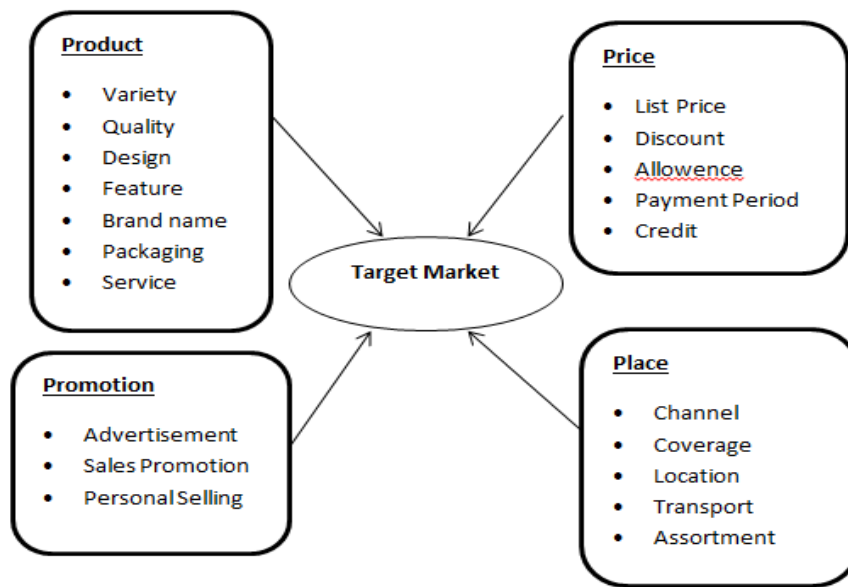 Product
• Variety
• Quality
• Design
• Feature
• Brand name
• Packaging
• Service
Price
• List Price
• Discount
• Allowence
• Payment Period
• Credit
Target Market
Promotion
• Advertisement
• Sales Promotion
• Personal Selling
Place
• Channel
• Coverage
• Location
• Transport
• Assortment